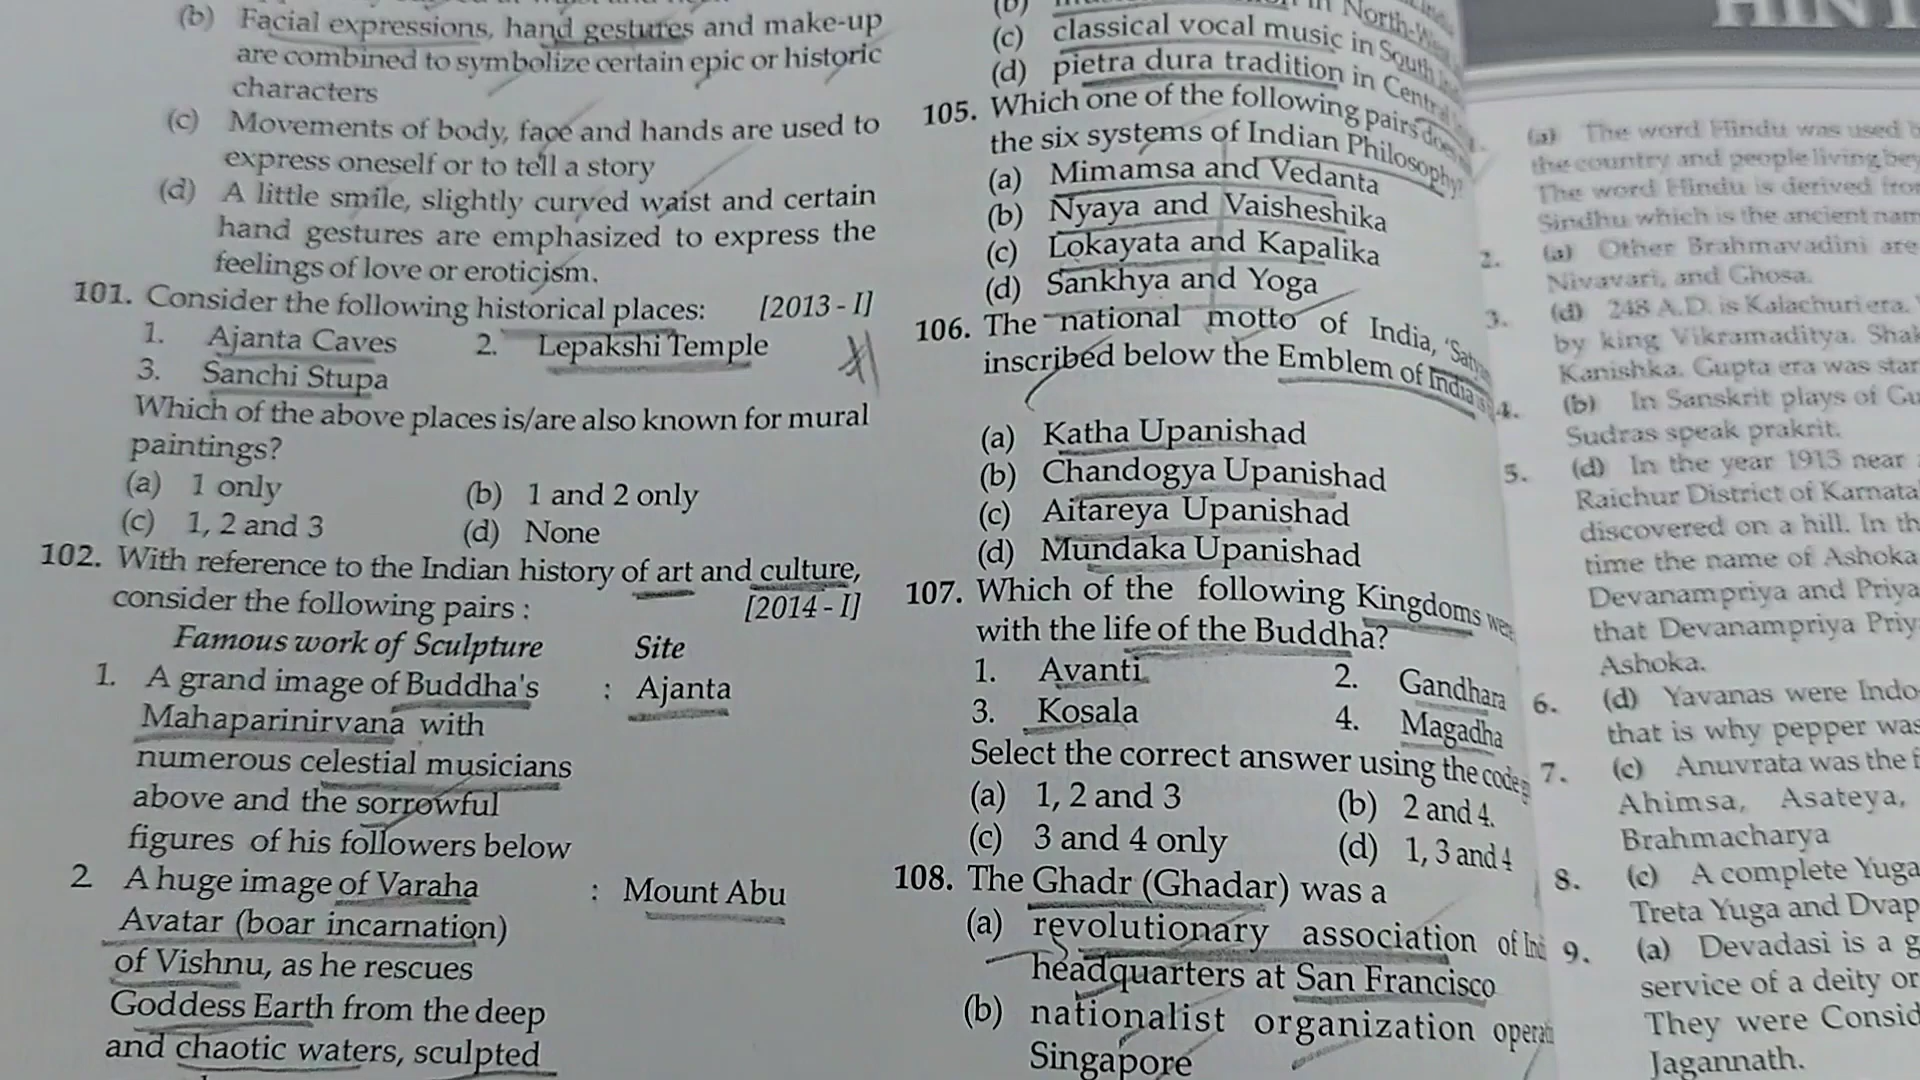 (b) Facial expressions, hand gestures and make-up
are combined to symbolize certain epic or historic
characters
(c) Movements of body, face and hands are used to
express oneself or to tell a story
(d) A little smile, slightly curved waist and certain
hand gestures are emphasized to express the
feelings of love or eroticism.
101. Consider the following historical places: [2013 - I]
1. Ajanta Caves 2. Lepakshi Temple
3. Sanchi Stupa
Which of the above places is/are also known for mural
paintings?
(a) 1 only (b) 1 and 2 only
(c) 1, 2 and 3 (d) None
102. With reference to the Indian history of art and culture,
consider the following pairs : [2014 - I]
Famous work of Sculpture Site
1. A grand image of Buddha's : Ajanta
Mahaparinirvana with
numerous celestial musicians
above and the sorrowful
figures of his followers below
2 A huge image of Varaha : Mount Abu
Avatar (boar incarnation)
of Vishnu, as he rescues
Goddess Earth from the deep
and chaotic waters, sculpted
(b) in North-West
(c) classical vocal music in South
(d) pietra dura tradition in Central
105. Which one of the following pairs does
the six systems of Indian Philosophy
(a) Mimamsa and Vedanta
(b) Nyaya and Vaisheshika
(c) Lokayata and Kapalika
(d) Sankhya and Yoga
106. The national motto of India,
inscribed below the Emblem of India is
(a) Katha Upanishad
(b) Chandogya Upanishad
(c) Aitareya Upanishad
(d) Mundaka Upanishad
107. Which of the following Kingdoms
with the life of the Buddha?
1. Avanti 2. Gandhara
3. Kosala 4. Magadha
Select the correct answer using the code
(a) 1, 2 and 3 (b) 2 and 4
(c) 3 and 4 only (d) 1, 3 and 4
108. The Ghadr (Ghadar) was a
(a) revolutionary association of
headquarters at San Francisco
(b) nationalist organization
Singapore
1. (a) The word Hindu was used
the country and people living
The word Hindu is derived
Sindhu which is the ancient
2. (a) Other Brahmavadini are
Nivavari, and Ghosa.
3. (d) 248 A.D. is Kalachuri era.
by king Vikramaditya.
Kanishka. Gupta era was
4. (b) In Sanskrit plays of
Sudras speak prakrit.
5. (d) In the year 1915 near
Raichur District of
discovered on a hill. In
time the name of Ashoka
Devanampriya and
that Devanampriya
Ashoka.
6. (d) Yavanas were Indo
that is why pepper
7. (c) Anuvrata was the
Ahimsa, Asateya,
Brahmacharya
8. (c) A complete Yuga
Treta Yuga and
9. (a) Devadasi is a
service of a deity or
They were
Jagannath.